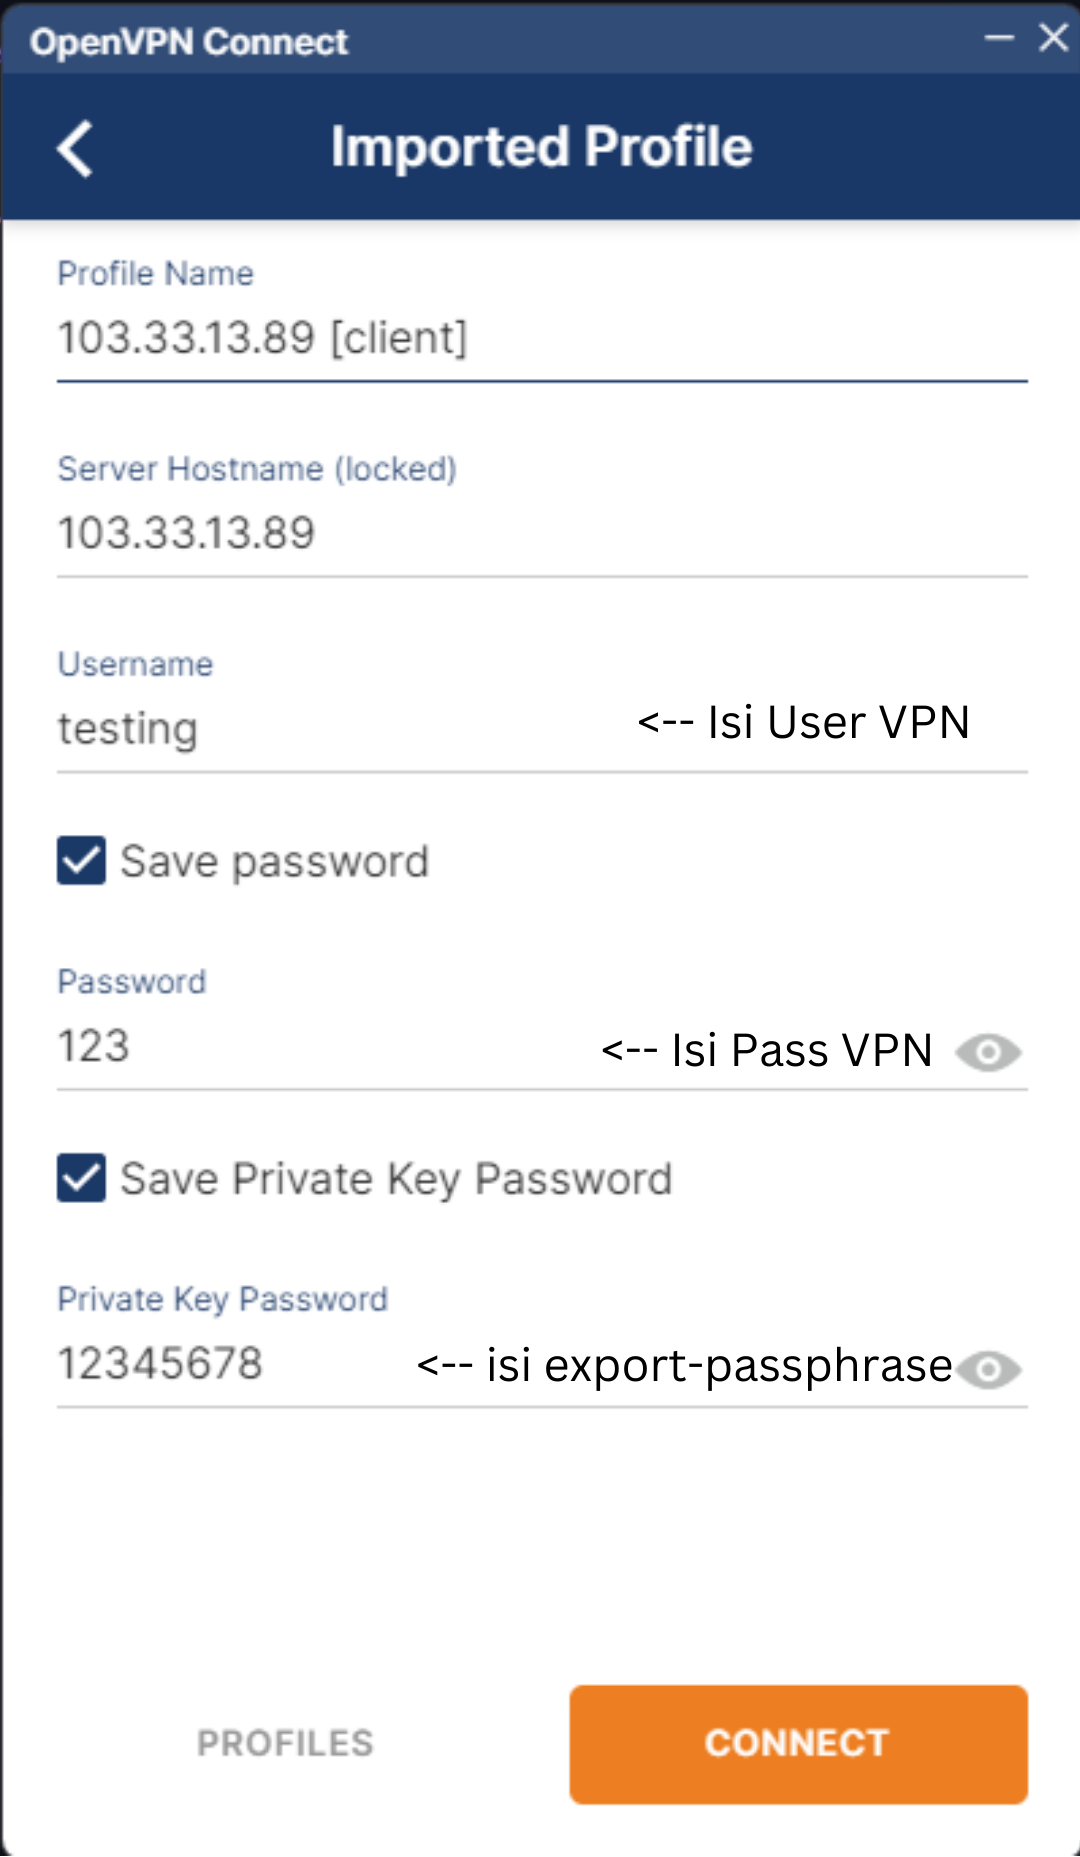 OpenVPN Connect
Imported Profile
Profile Name
103.33.13.89 [client]
Server Hostname (locked)
103.33.13.89
Username
testing <-- Isi User VPN
Save password
Password
123 <-- Isi Pass VPN
Save Private Key Password
Private Key Password
12345678 <-- isi export-passphrase
PROFILES CONNECT